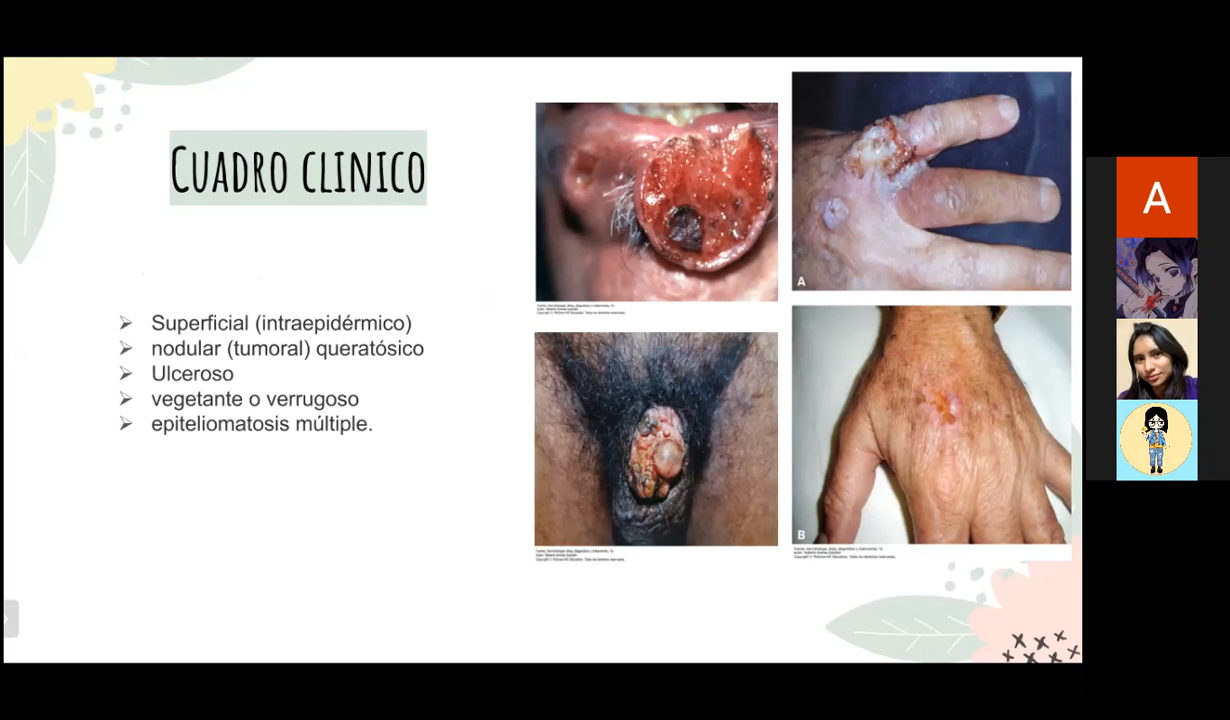 Cuadro clinico
Superficial (intraepidérmico)
nodular (tumoral) queratósico
Ulceroso
vegetante o verrugoso
epiteliomatosis múltiple.
A
B
A